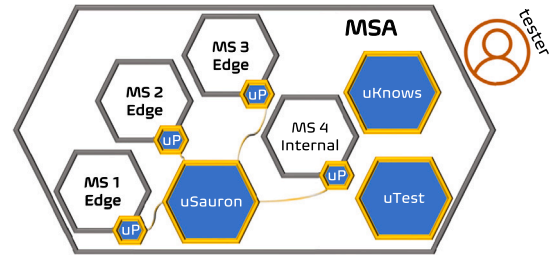 MSA
tester
MS 3
Edge
uP
MS 2
Edge
uP
uKnows
MS 4
Internal
uP
MS 1
Edge
uP
uSauron
uTest